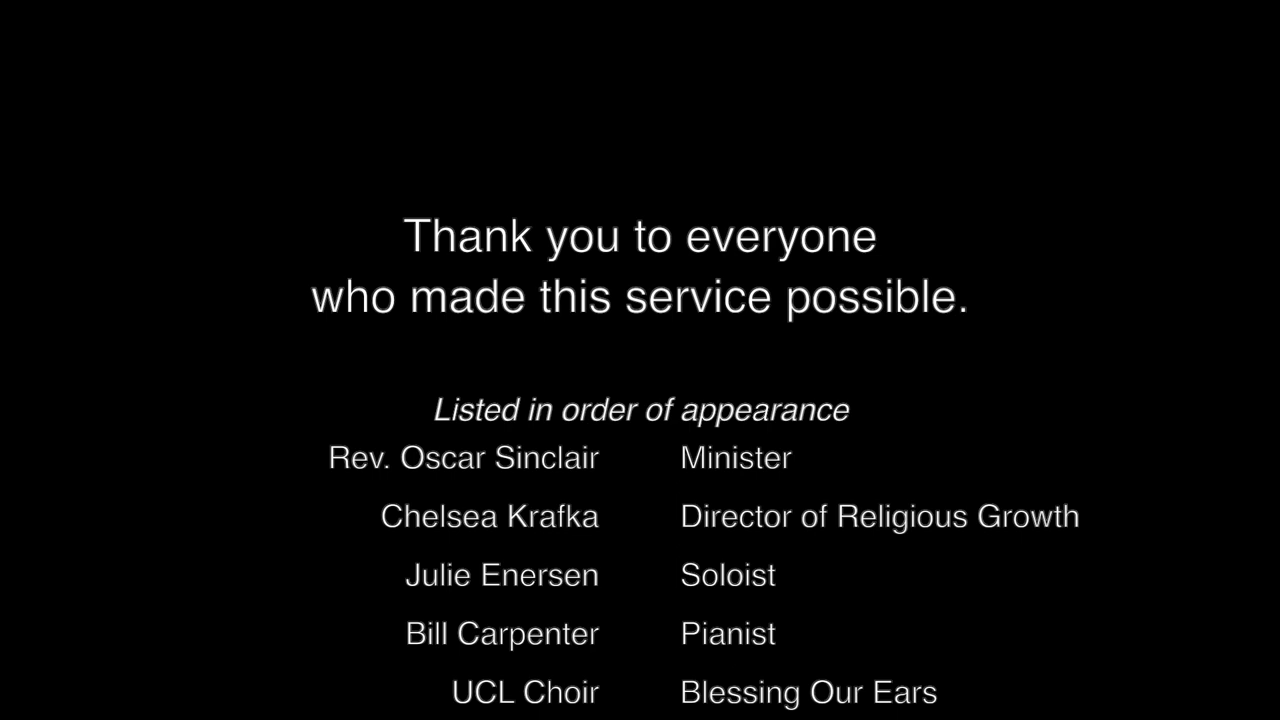 Thank you to everyone
who made this service possible.
Listed in order of appearance
Rev. Oscar Sinclair Minister
Chelsea Krafka Director of Religious Growth
Julie Enersen Soloist
Bill Carpenter Pianist
UCL Choir Blessing Our Ears